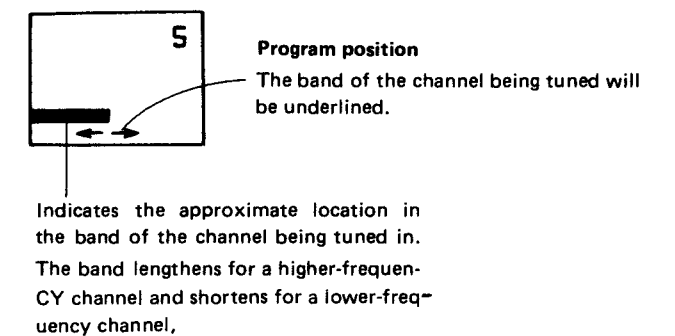 5
Program position
The band of the channel being tuned will
be underlined.
Indicates the approximate location in
the band of the channel being tuned in.
The band lengthens for a higher-frequen-
CY channel and shortens for a lower-freq-
uency channel,